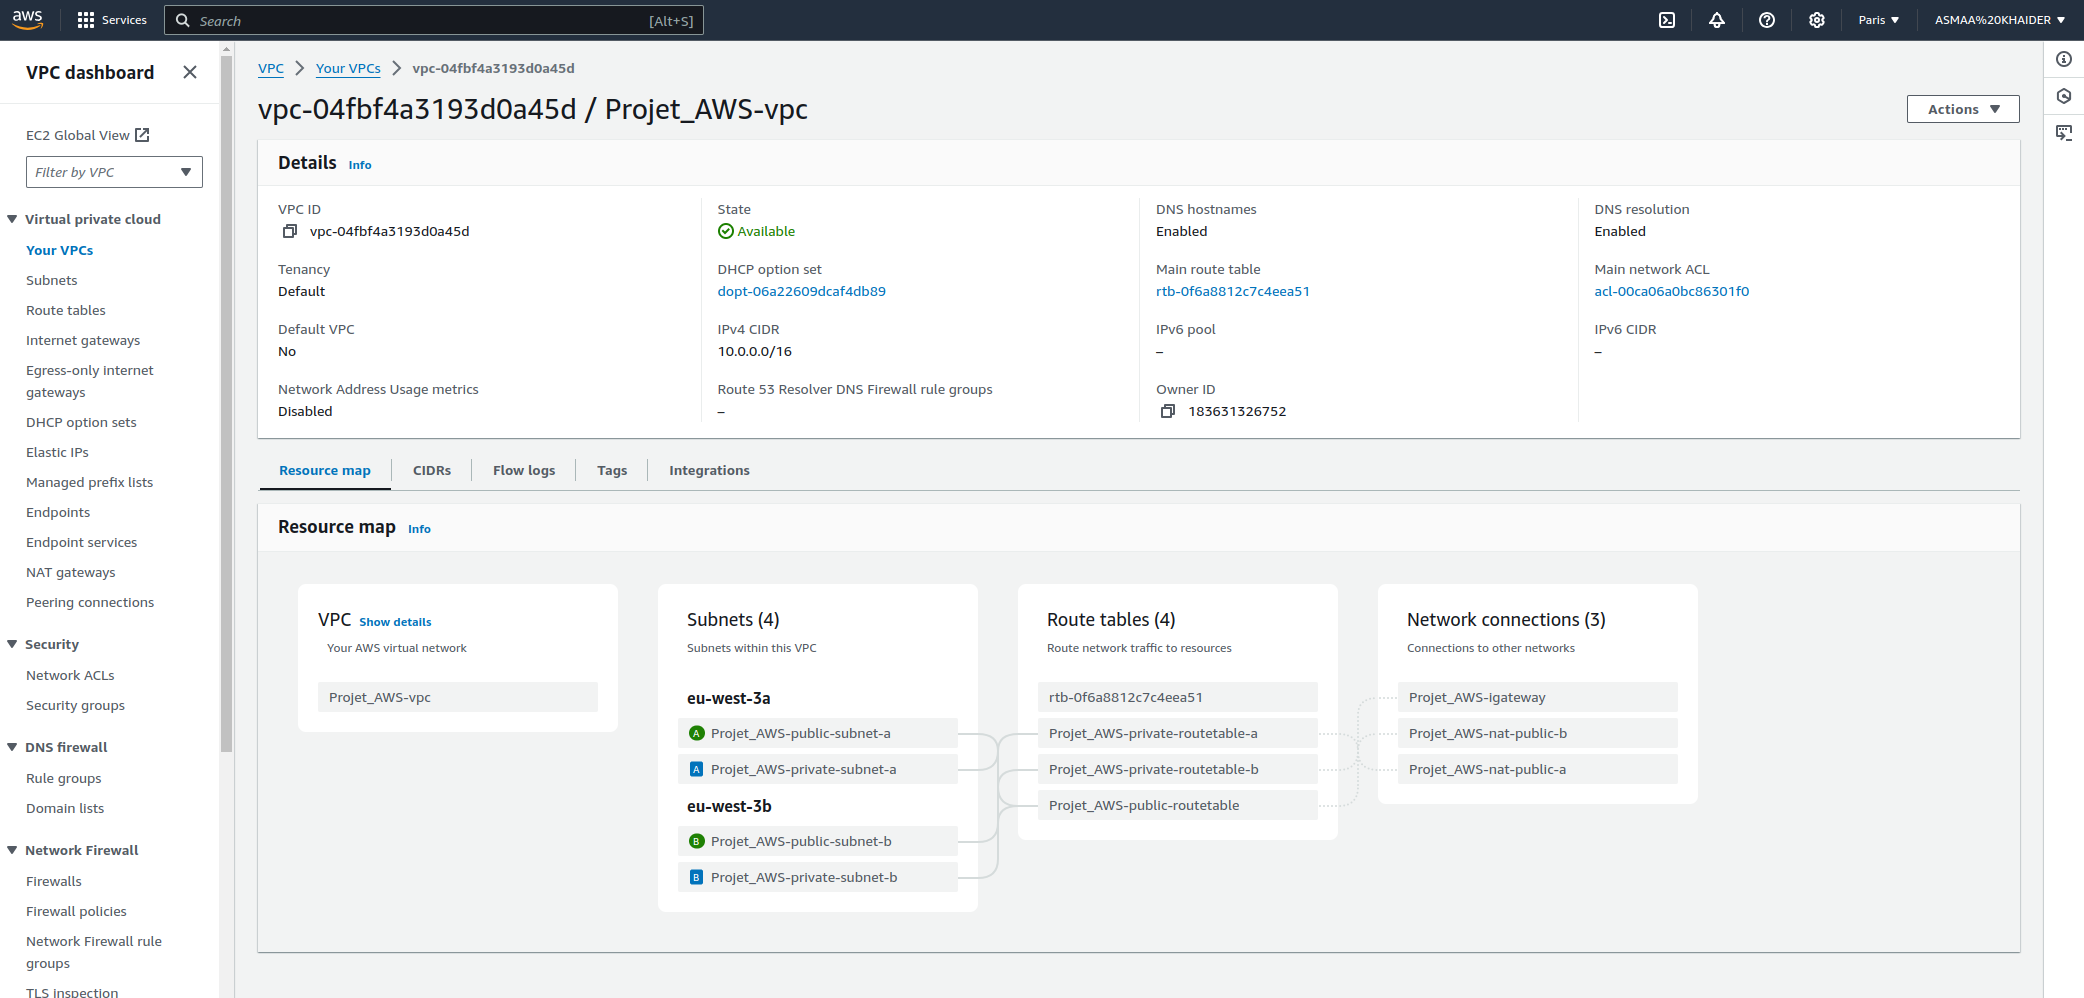 aws
Services
Search [Alt+S]
Paris
ASMAA%20KHAIDER
VPC dashboard
EC2 Global View
Filter by VPC
Virtual private cloud
Your VPCs
Subnets
Route tables
Internet gateways
Egress-only internet
gateways
DHCP option sets
Elastic IPs
Managed prefix lists
Endpoints
Endpoint services
NAT gateways
Peering connections
Security
Network ACLs
Security groups
DNS firewall
Rule groups
Domain lists
Network Firewall
Firewalls
Firewall policies
Network Firewall rule
groups
TLS inspection
VPC > Your VPCs > vpc-04fbf4a3193d0a45d
vpc-04fbf4a3193d0a45d / Projet_AWS-vpc
Actions
Details Info
VPC ID
vpc-04fbf4a3193d0a45d
State
Available
DNS hostnames
Enabled
DNS resolution
Enabled
Tenancy
Default
DHCP option set
dopt-06a22609dcaf4db89
Main route table
rtb-0f6a8812c7c4eea51
Main network ACL
acl-00ca06a0bc86301f0
Default VPC
No
IPv4 CIDR
10.0.0.0/16
IPv6 pool
–
IPv6 CIDR
–
Network Address Usage metrics
Disabled
Route 53 Resolver DNS Firewall rule groups
–
Owner ID
183631326752
Resource map
CIDRs
Flow logs
Tags
Integrations
Resource map Info
VPC Show details
Your AWS virtual network
Projet_AWS-vpc
Subnets (4)
Subnets within this VPC
eu-west-3a
A Projet_AWS-public-subnet-a
A Projet_AWS-private-subnet-a
eu-west-3b
B Projet_AWS-public-subnet-b
B Projet_AWS-private-subnet-b
Route tables (4)
Route network traffic to resources
rtb-0f6a8812c7c4eea51
Projet_AWS-private-routetable-a
Projet_AWS-private-routetable-b
Projet_AWS-public-routetable
Network connections (3)
Connections to other networks
Projet_AWS-igateway
Projet_AWS-nat-public-b
Projet_AWS-nat-public-a